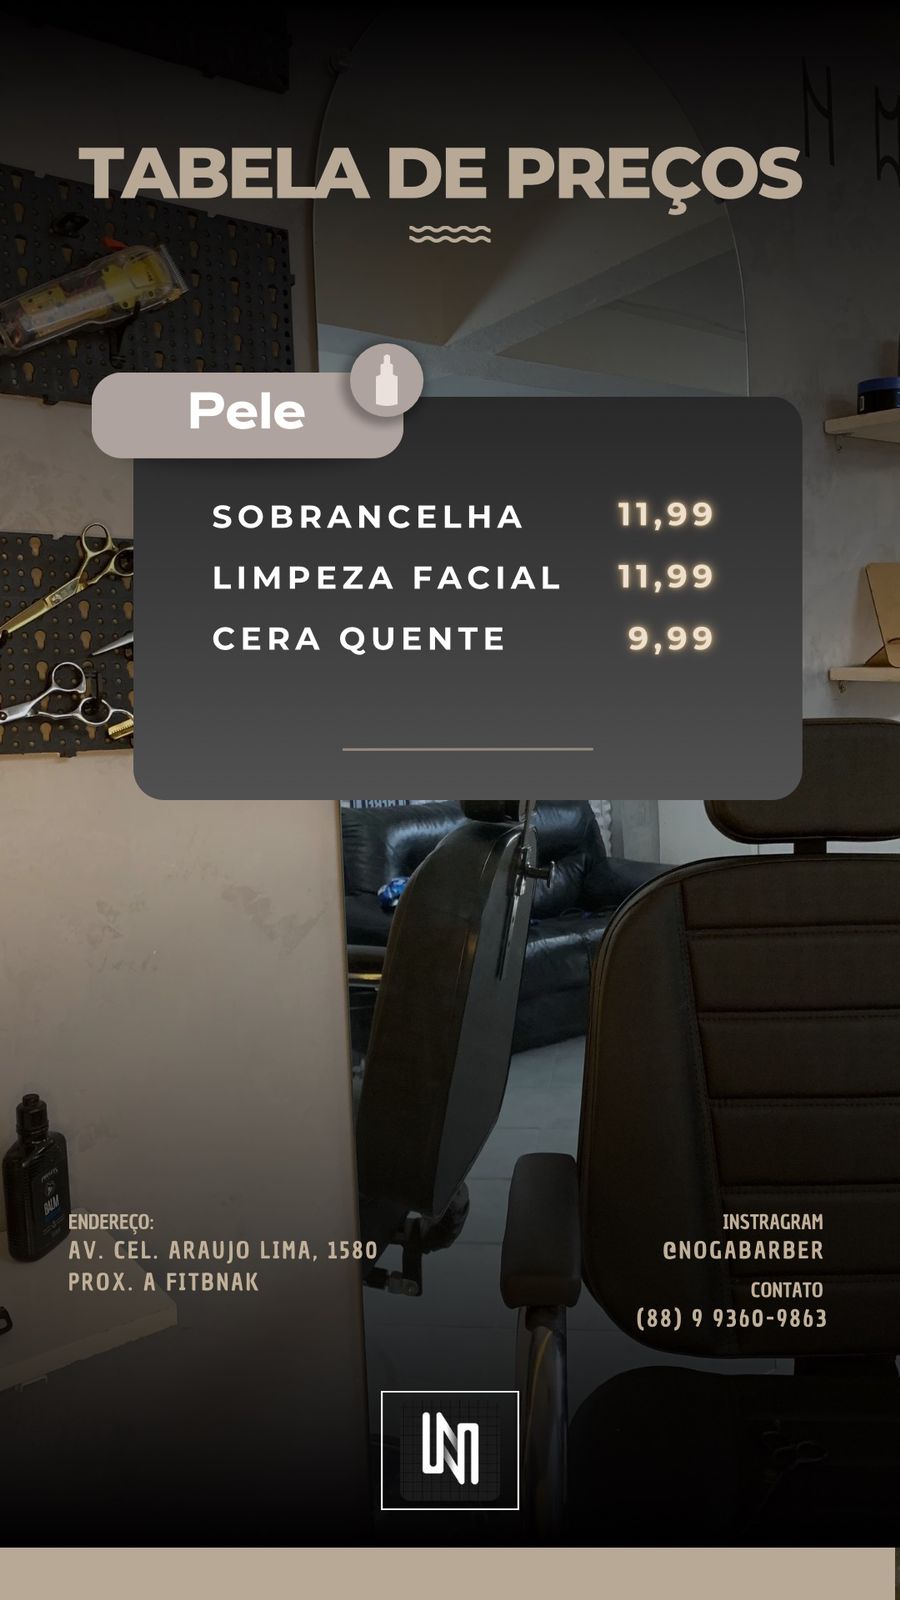 TABELA DE PREÇOS
Pele
SOBRANCELHA 11,99
LIMPEZA FACIAL 11,99
CERA QUENTE 9,99
ENDEREÇO:
AV. CEL. ARAUJO LIMA, 1580
PROX. A FITBNAK
INSTRAGRAM
@NOGABARBER
CONTATO
(88) 9 9360-9863
BALM